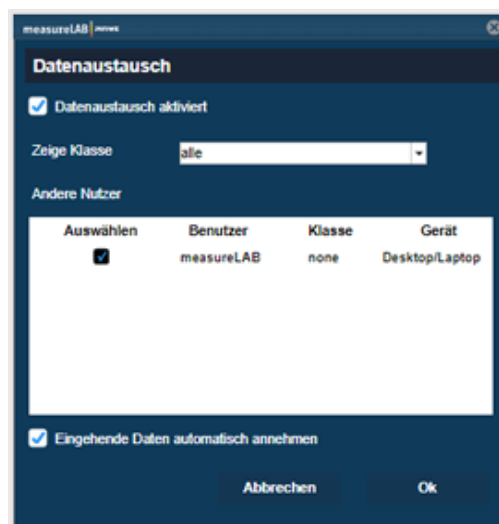 measureLAB
Datenaustausch
Datenaustausch aktiviert
Zeige Klasse
alle
Andere Nutzer
Auswählen Benutzer Klasse Gerät
measureLAB none Desktop/Laptop
Eingehende Daten automatisch annehmen
Abbrechen Ok